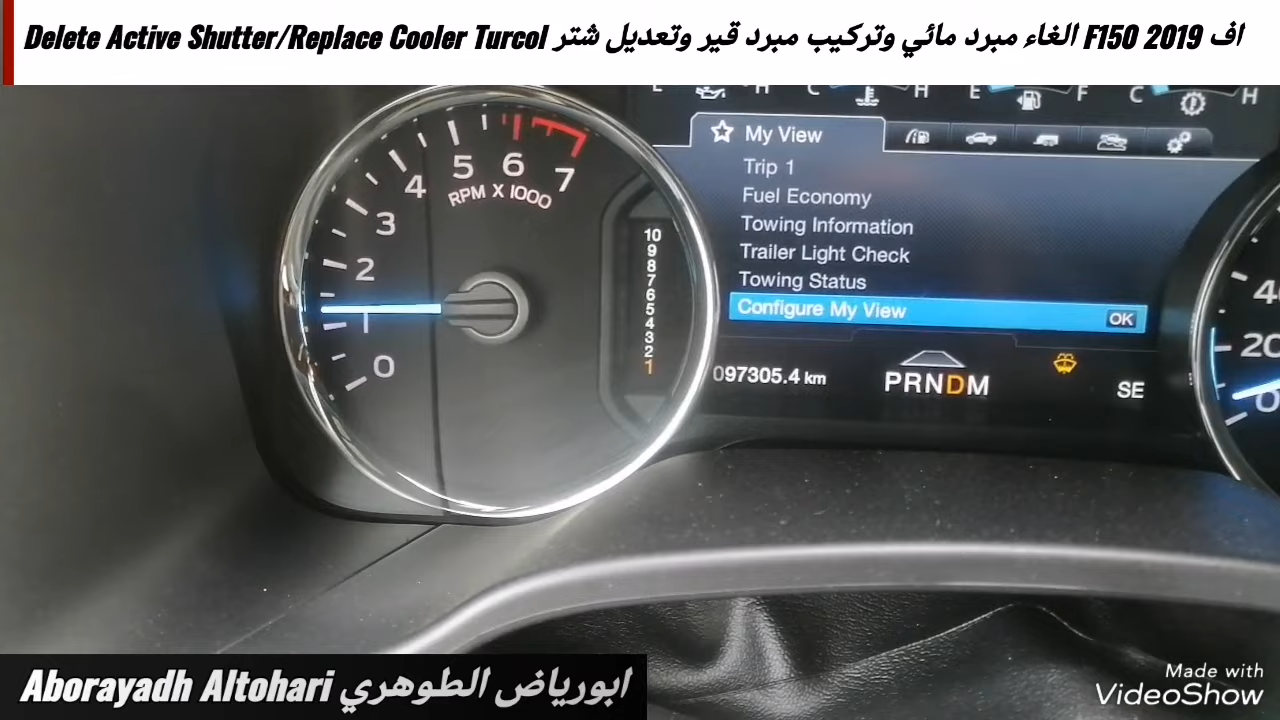 Delete Active Shutter/Replace Cooler Turcol اف F150 2019 الغاء مبرد مائي وتركيب مبرد قير وتعديل شتر
E H C H E F C H
My View
Trip 1
Fuel Economy
Towing Information
Trailer Light Check
Towing Status
Configure My View OK
0 1 2 3 4 5 6 7
RPM X 1000
10
9
8
7
6
5
4
3
2
1
097305.4 km
PRNDM
SE
40
20
0
Aborayadh Altohari ابورياض الطوهري
Made with
VideoShow